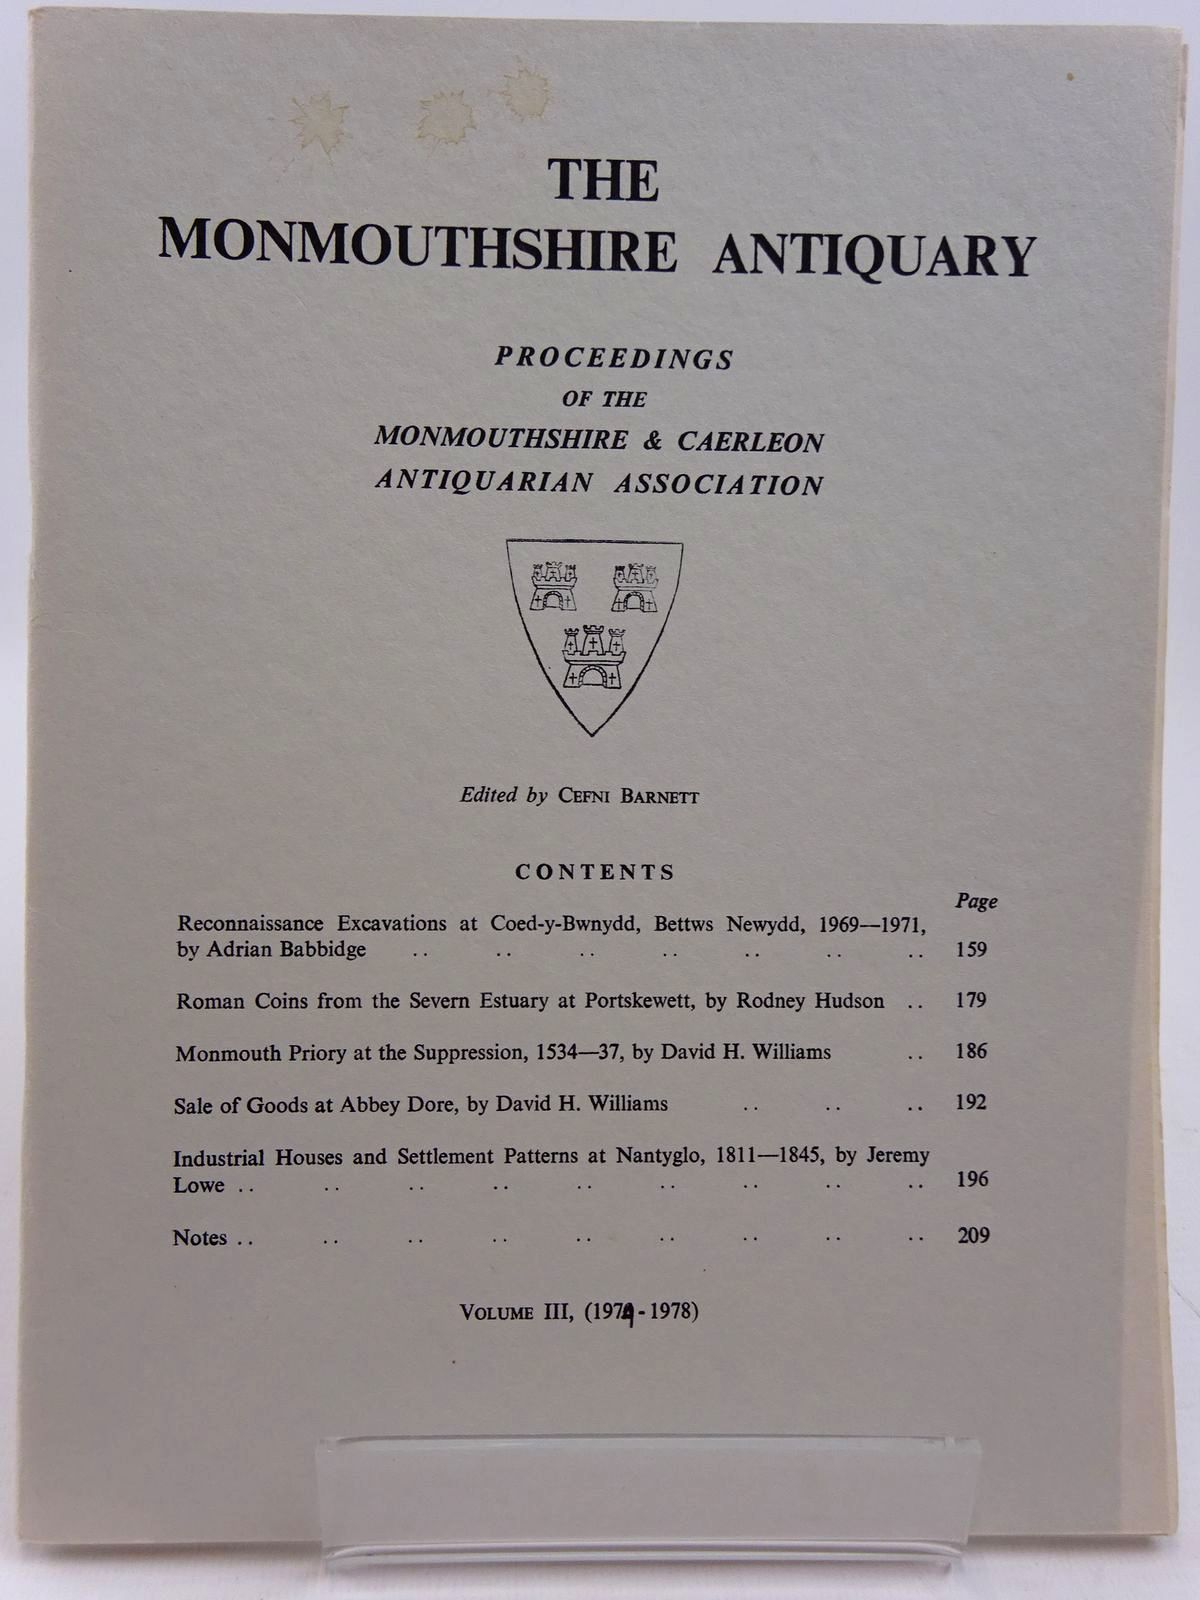 THE
MONMOUTHSHIRE ANTIQUARY
PROCEEDINGS
OF THE
MONMOUTHSHIRE & CAERLEON
ANTIQUARIAN ASSOCIATION
Edited by CEFNI BARNETT
CONTENTS
Page
Reconnaissance Excavations at Coed-y-Bwnydd, Bettws Newydd, 1969—1971,
by Adrian Babbidge .. .. .. .. .. .. .. 159
Roman Coins from the Severn Estuary at Portskewett, by Rodney Hudson .. 179
Monmouth Priory at the Suppression, 1534—37, by David H. Williams .. 186
Sale of Goods at Abbey Dore, by David H. Williams .. .. .. 192
Industrial Houses and Settlement Patterns at Nantyglo, 1811—1845, by Jeremy
Lowe .. .. .. .. .. .. .. .. .. 196
Notes .. .. .. .. .. .. .. .. .. 209
VOLUME III, (1979-1978)